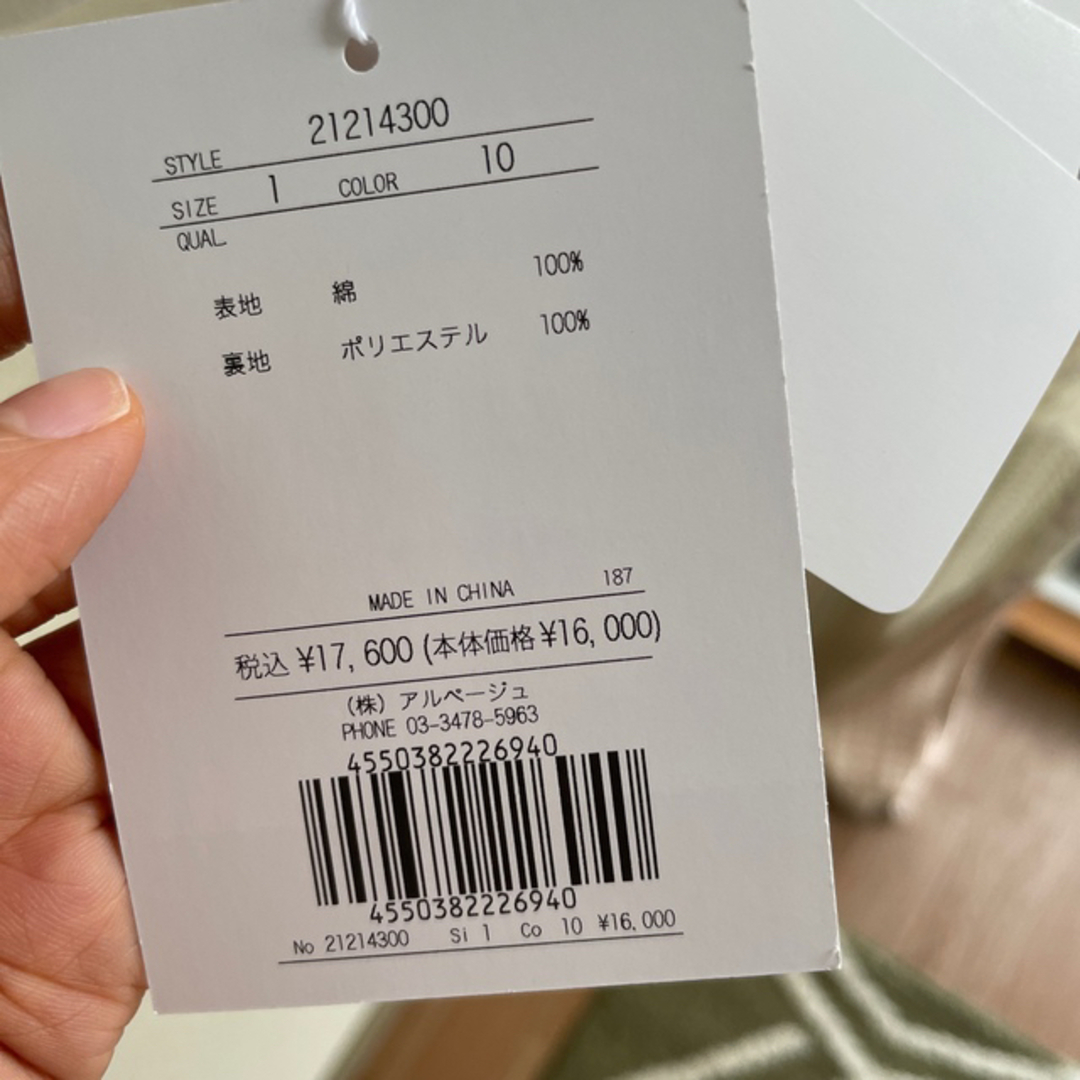 STYLE 21214300
SIZE 1 COLOR 10
QUAL.
表地 綿 100%
裏地 ポリエステル 100%
MADE IN CHINA 187
税込 ¥17,600 (本体価格¥16,000)
(株) アルページュ
PHONE 03-3478-5963
4550382226940
4550382226940
No 21214300 Si 1 Co 10 ¥16,000